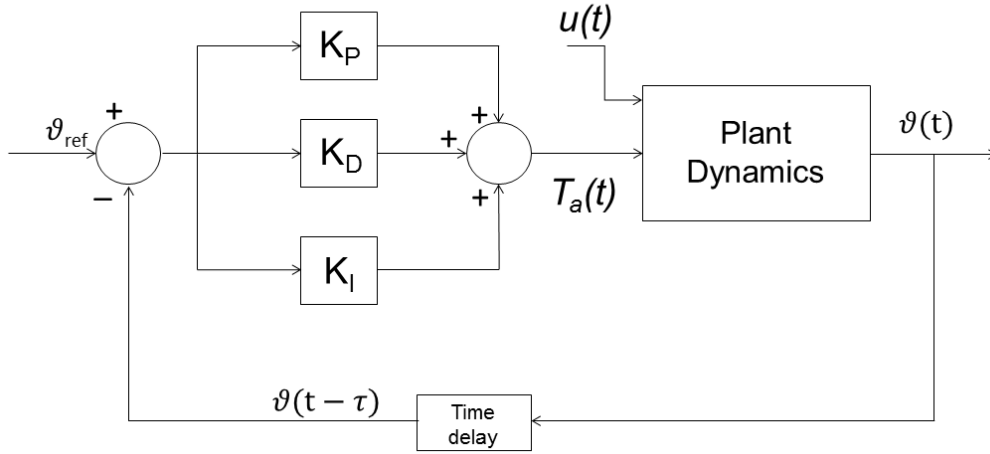 K_P
u(t)
+
ϑ_ref
+
K_D
+
Plant
Dynamics
ϑ(t)
−
+
T_a(t)
K_I
ϑ(t − τ)
Time
delay